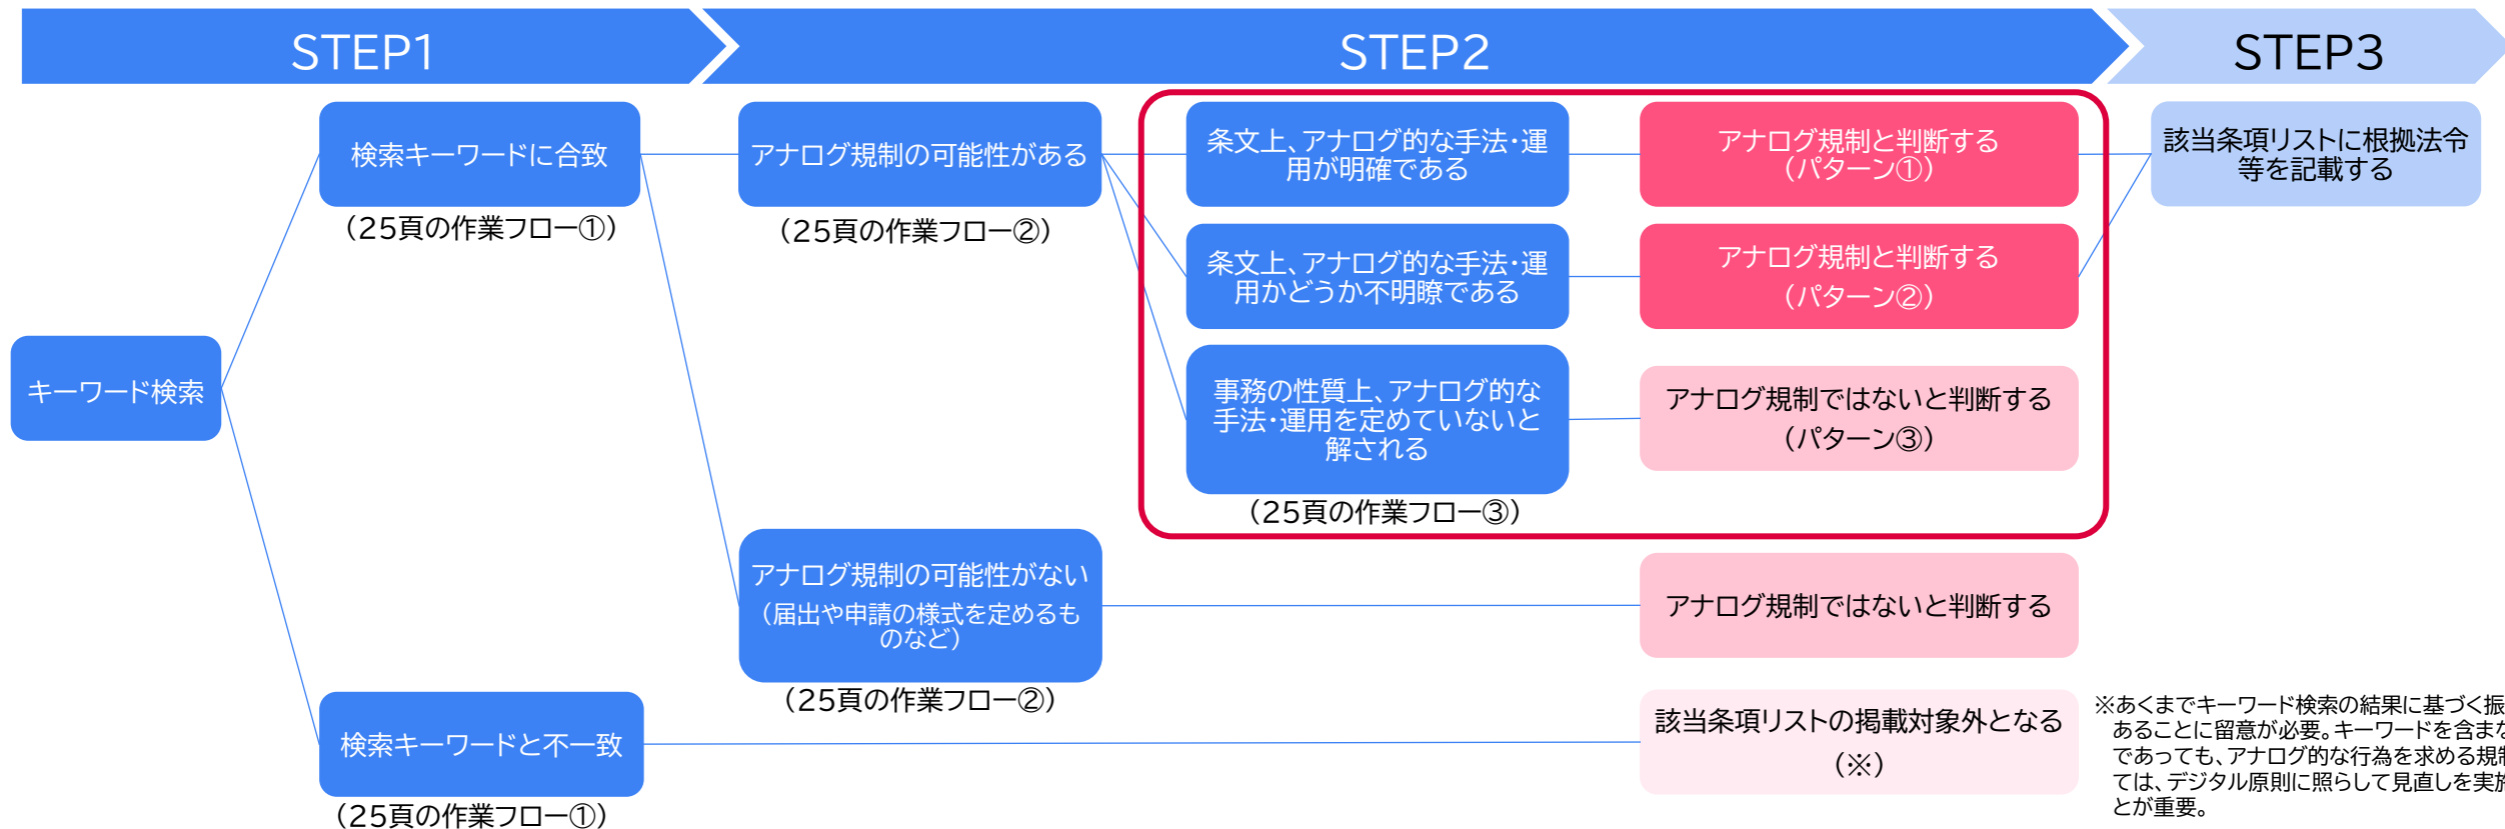 STEP1
STEP2
STEP3
キーワード検索
検索キーワードに合致
（25頁の作業フロー①）
アナログ規制の可能性がある
（25頁の作業フロー②）
条文上、アナログ的な手法・運
用が明確である
アナログ規制と判断する
（パターン①）
該当条項リストに根拠法令
等を記載する
条文上、アナログ的な手法・運
用かどうか不明瞭である
アナログ規制と判断する
（パターン②）
事務の性質上、アナログ的な
手法・運用を定めていないと
解される
（25頁の作業フロー③）
アナログ規制ではないと判断する
（パターン③）
アナログ規制の可能性がない
（届出や申請の様式を定めるも
のなど）
（25頁の作業フロー②）
アナログ規制ではないと判断する
検索キーワードと不一致
（25頁の作業フロー①）
該当条項リストの掲載対象外となる
（※）
※あくまでキーワード検索の結果に基づく振
あることに留意が必要。キーワードを含まな
であっても、アナログ的な行為を求める規制
ては、デジタル原則に照らして見直しを実施
とが重要。